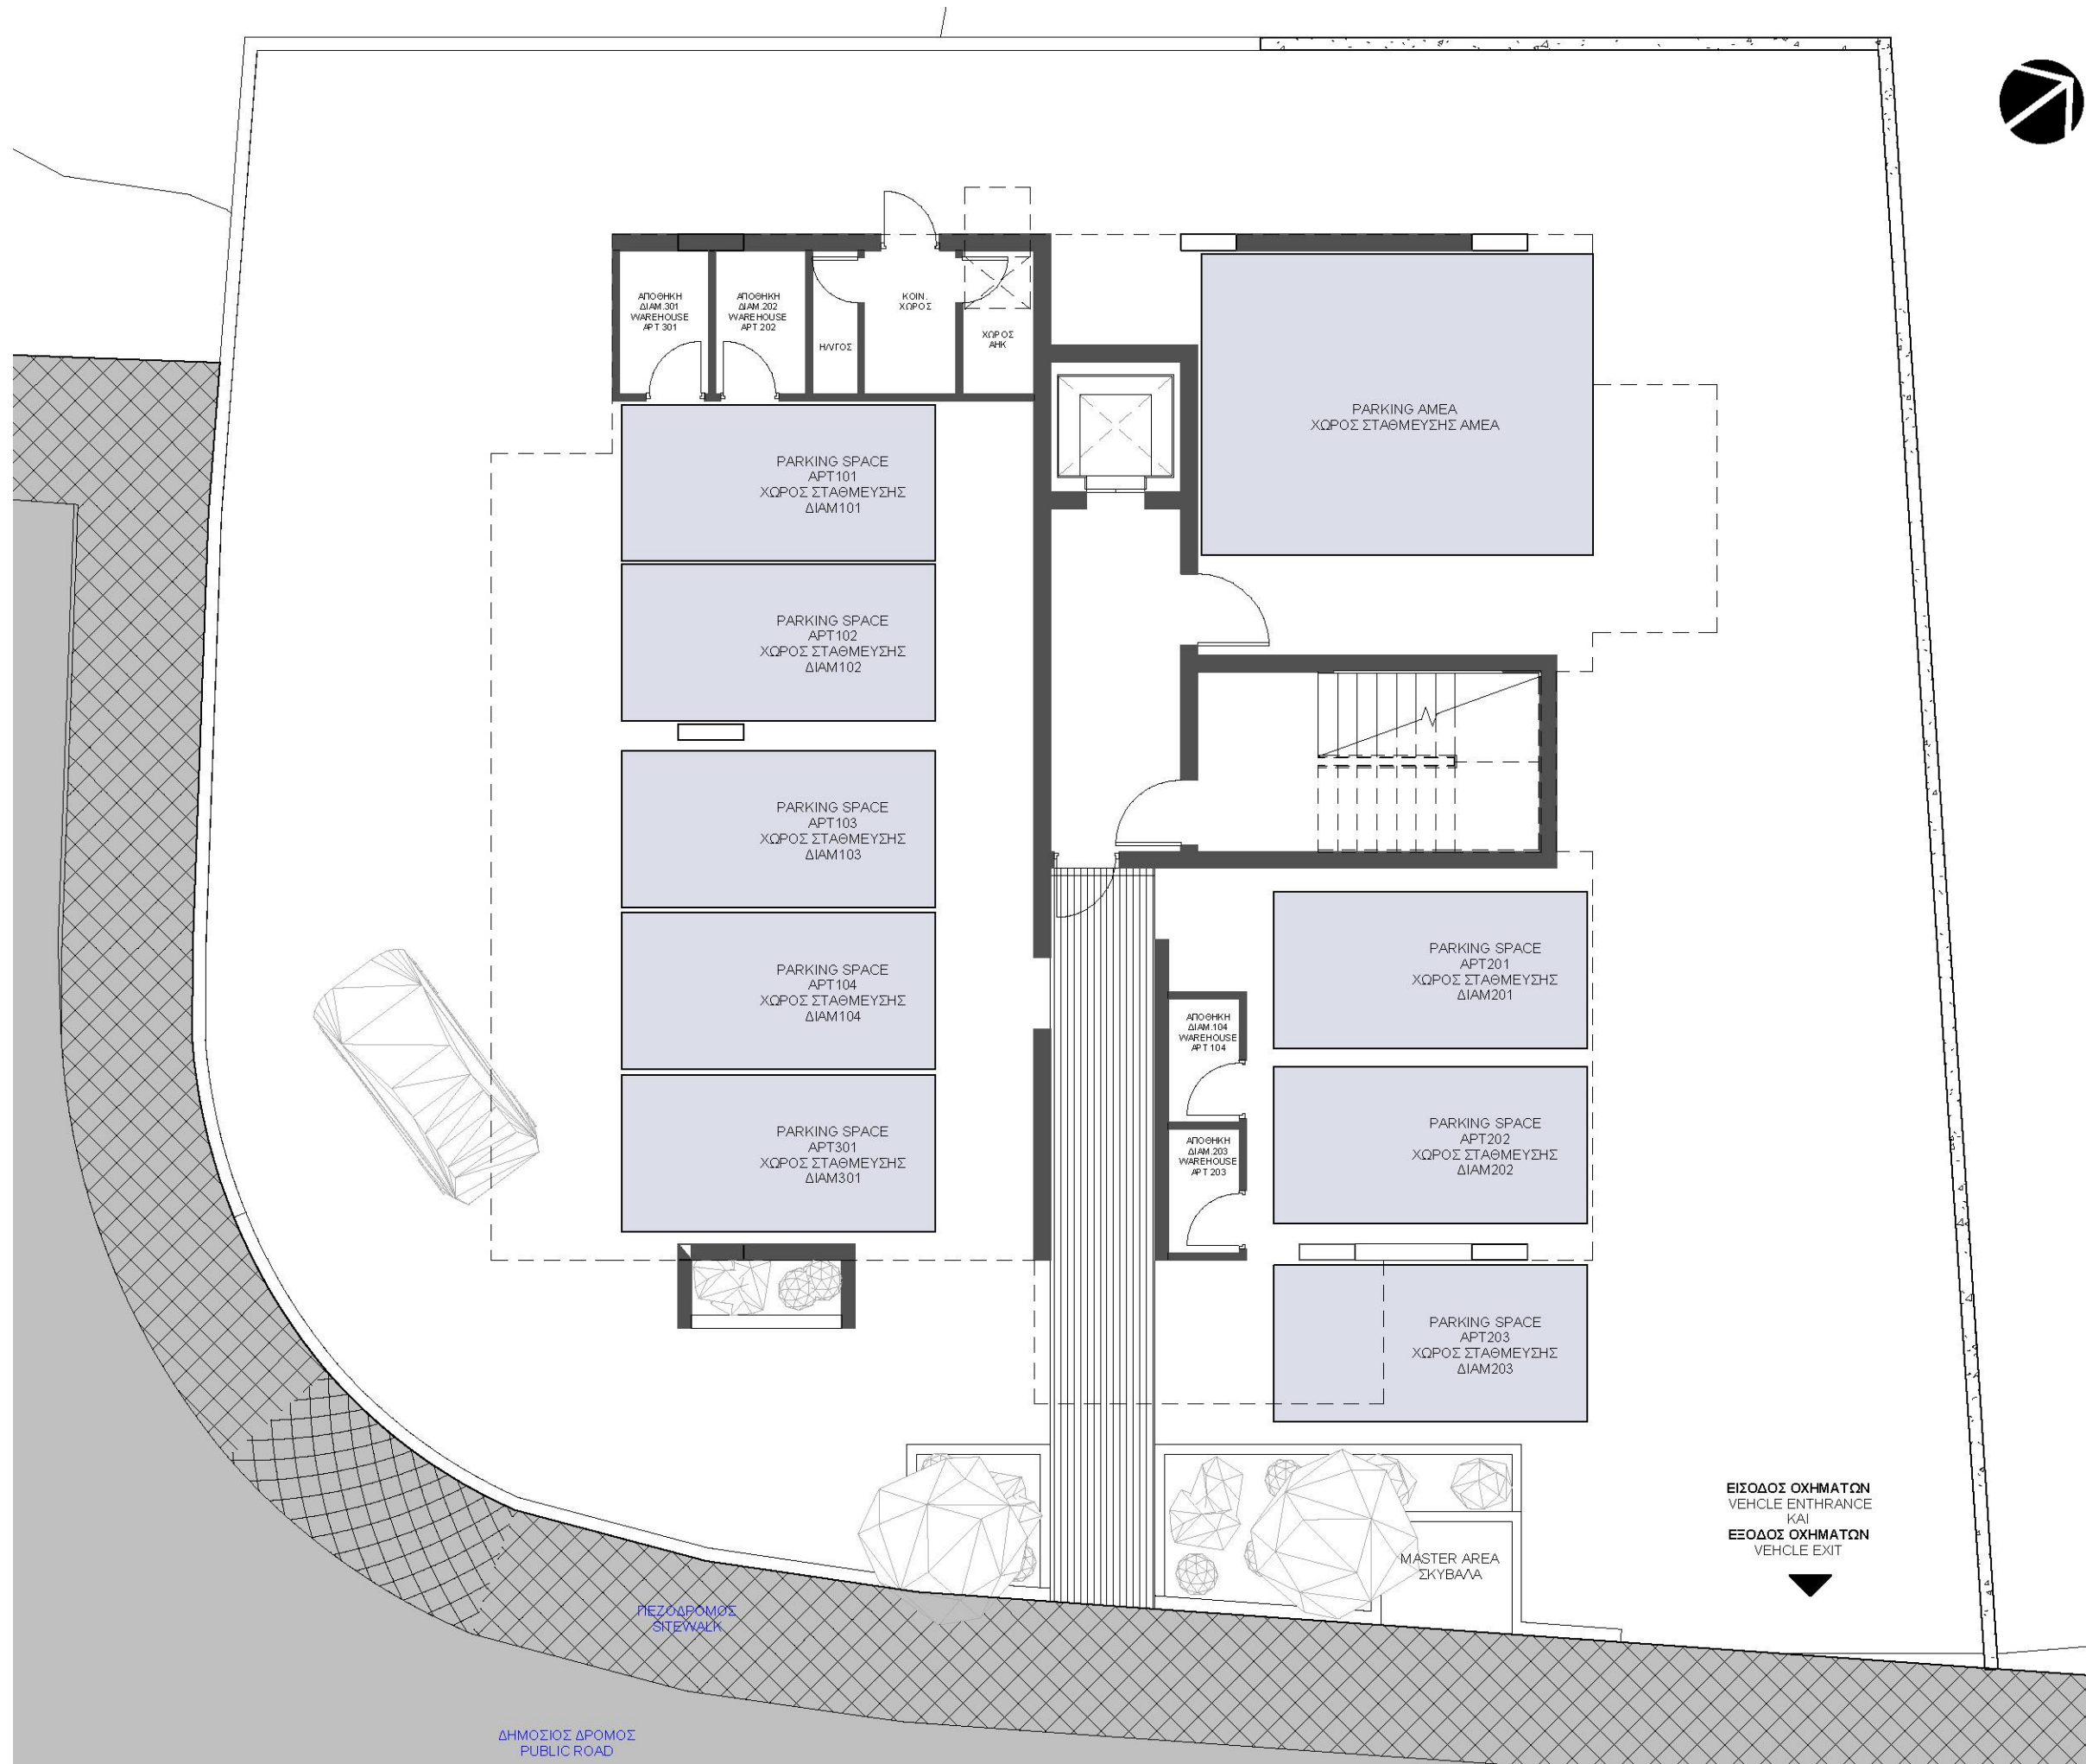 ΑΠΟΘΗΚΗ
ΔΙΑΜ.301
WAREHOUSE
APT 301
ΑΠΟΘΗΚΗ
ΔΙΑΜ.202
WAREHOUSE
APT 202
Η/ΥΓΟΣ
ΚΟΙΝ.
ΧΩΡΟΣ
ΧΩΡΟΣ
ΑΗΚ
PARKING AMEA
ΧΩΡΟΣ ΣΤΑΘΜΕΥΣΗΣ ΑΜΕΑ
PARKING SPACE
APT101
ΧΩΡΟΣ ΣΤΑΘΜΕΥΣΗΣ
ΔΙΑΜ101
PARKING SPACE
APT102
ΧΩΡΟΣ ΣΤΑΘΜΕΥΣΗΣ
ΔΙΑΜ102
PARKING SPACE
APT103
ΧΩΡΟΣ ΣΤΑΘΜΕΥΣΗΣ
ΔΙΑΜ103
PARKING SPACE
APT104
ΧΩΡΟΣ ΣΤΑΘΜΕΥΣΗΣ
ΔΙΑΜ104
PARKING SPACE
APT301
ΧΩΡΟΣ ΣΤΑΘΜΕΥΣΗΣ
ΔΙΑΜ301
PARKING SPACE
APT201
ΧΩΡΟΣ ΣΤΑΘΜΕΥΣΗΣ
ΔΙΑΜ201
ΑΠΟΘΗΚΗ
ΔΙΑΜ.104
WAREHOUSE
APT 104
PARKING SPACE
APT202
ΧΩΡΟΣ ΣΤΑΘΜΕΥΣΗΣ
ΔΙΑΜ202
ΑΠΟΘΗΚΗ
ΔΙΑΜ.203
WAREHOUSE
APT 203
PARKING SPACE
APT203
ΧΩΡΟΣ ΣΤΑΘΜΕΥΣΗΣ
ΔΙΑΜ203
ΕΙΣΟΔΟΣ ΟΧΗΜΑΤΩΝ
VEHCLE ENTHRANCE
ΚΑΙ
ΕΞΟΔΟΣ ΟΧΗΜΑΤΩΝ
VEHCLE EXIT
MASTER AREA
ΣΚΥΒΑΛΑ
ΠΕΖΟΔΡΟΜΟΣ
SITEWALK
ΔΗΜΟΣΙΟΣ ΔΡΟΜΟΣ
PUBLIC ROAD